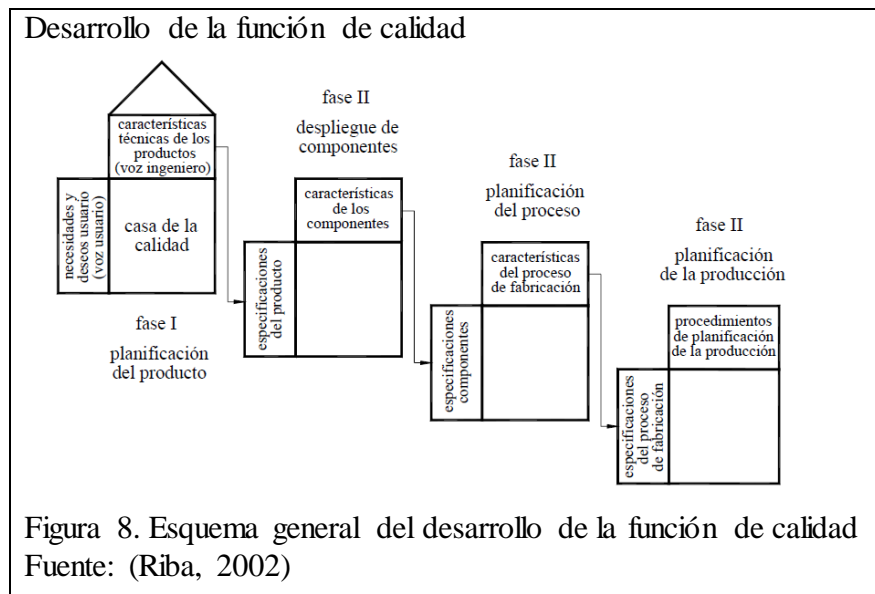 Desarrollo de la función de calidad
características
técnicas de los
productos
(voz ingeniero)
necesidades y
deseos usuario
(voz usuario)
casa de la
calidad
fase I
planificación
del producto
fase II
despliegue de
componentes
características
de los
componentes
especificaciones
del producto
fase II
planificación
del proceso
características
del proceso
de fabricación
especificaciones
componentes
fase II
planificación
de la producción
procedimientos
de planificación
de la producción
especificaciones
del proceso
de fabricación
Figura 8. Esquema general del desarrollo de la función de calidad
Fuente: (Riba, 2002)